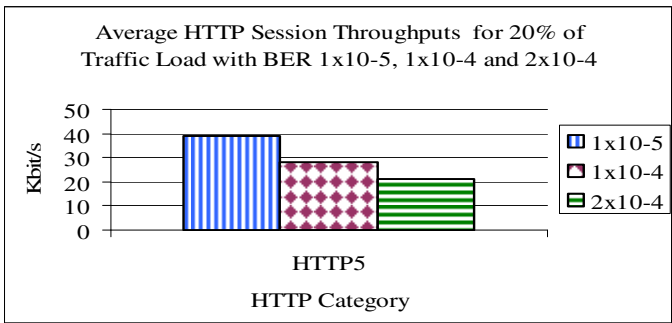 Average HTTP Session Throughputs for 20% of
Traffic Load with BER 1x10-5, 1x10-4 and 2x10-4
50
40
30
20
10
0
Kbit/s
HTTP5
HTTP Category
1x10-5
1x10-4
2x10-4